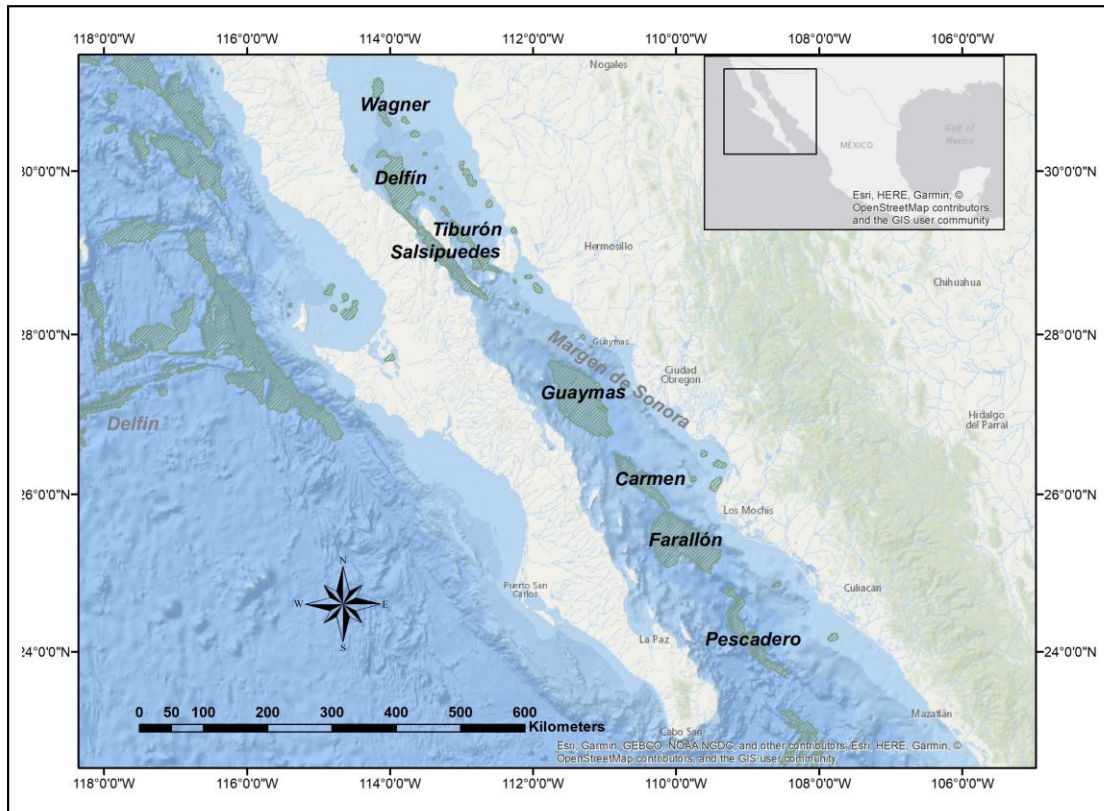 118°0'0"W 116°0'0"W 114°0'0"W 112°0'0"W 110°0'0"W 108°0'0"W 106°0'0"W
Nogales
Wagner
Gulf of
Mexico
MÉXICO
30°0'0"N
Delfín
30°0'0"N
Esri, HERE, Garmin, ©
OpenStreetMap contributors,
and the GIS user community
Tiburón
Salsipuedes
Hermosillo
Chihuahua
28°0'0"N
28°0'0"N
Guaymas
Margen de Sonora
Ciudad
Obregon
Guaymas
Hidalgo
del Parral
Delfín
Carmen
26°0'0"N
26°0'0"N
Los Mochis
Farallón
N
W E
S
Puerto San
Carlos
Culiacán
La Paz
Pescadero
24°0'0"N
24°0'0"N
Mazatlán
0 50 100 200 300 400 500 600
Kilometers
Cabo San
Esri, Garmin, GEBCO, NOAA NGDC, and other contributors, Esri, HERE, Garmin, ©
OpenStreetMap contributors, and the GIS user community
118°0'0"W 116°0'0"W 114°0'0"W 112°0'0"W 110°0'0"W 108°0'0"W 106°0'0"W